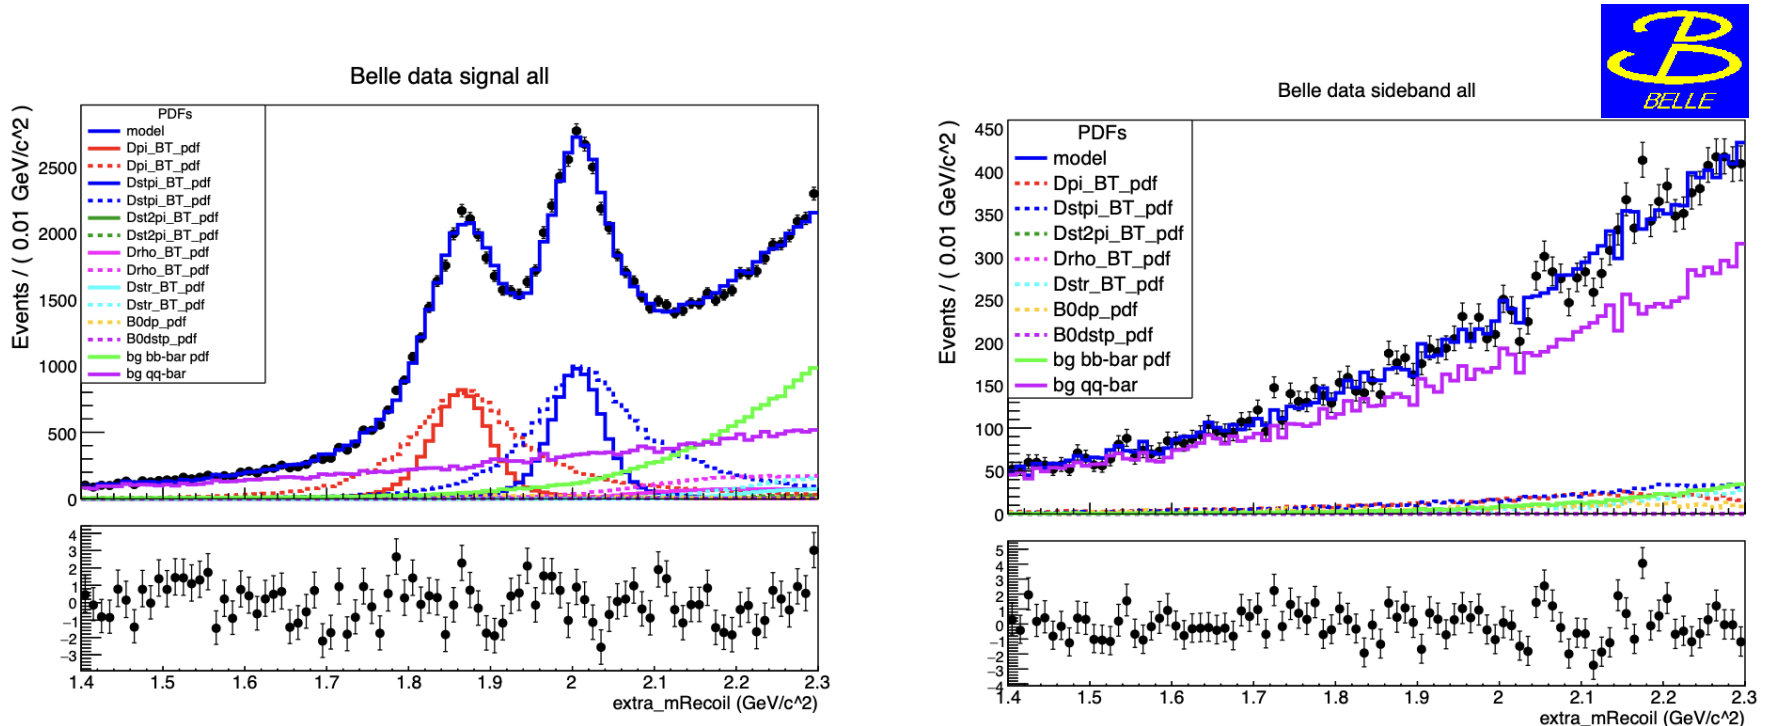 Belle data signal all
Events / ( 0.01 GeV/c^2 )
PDFs
model
Dpi_BT_pdf
Dpi_BT_pdf
Dstpi_BT_pdf
Dstpi_BT_pdf
Dst2pi_BT_pdf
Dst2pi_BT_pdf
Drho_BT_pdf
Drho_BT_pdf
Dstr_BT_pdf
Dstr_BT_pdf
B0dp_pdf
B0dstp_pdf
bg bb-bar pdf
bg qq-bar
2500
2000
1500
1000
500
0
4
3
2
1
0
−1
−2
−3
1.4 1.5 1.6 1.7 1.8 1.9 2 2.1 2.2 2.3
extra_mRecoil (GeV/c^2)
B
BELLE
Belle data sideband all
Events / ( 0.01 GeV/c^2 )
PDFs
model
Dpi_BT_pdf
Dstpi_BT_pdf
Dst2pi_BT_pdf
Drho_BT_pdf
Dstr_BT_pdf
B0dp_pdf
B0dstp_pdf
bg bb-bar pdf
bg qq-bar
450
400
350
300
250
200
150
100
50
0
5
4
3
2
1
0
−1
−2
−3
−4
1.4 1.5 1.6 1.7 1.8 1.9 2 2.1 2.2 2.3
extra_mRecoil (GeV/c^2)